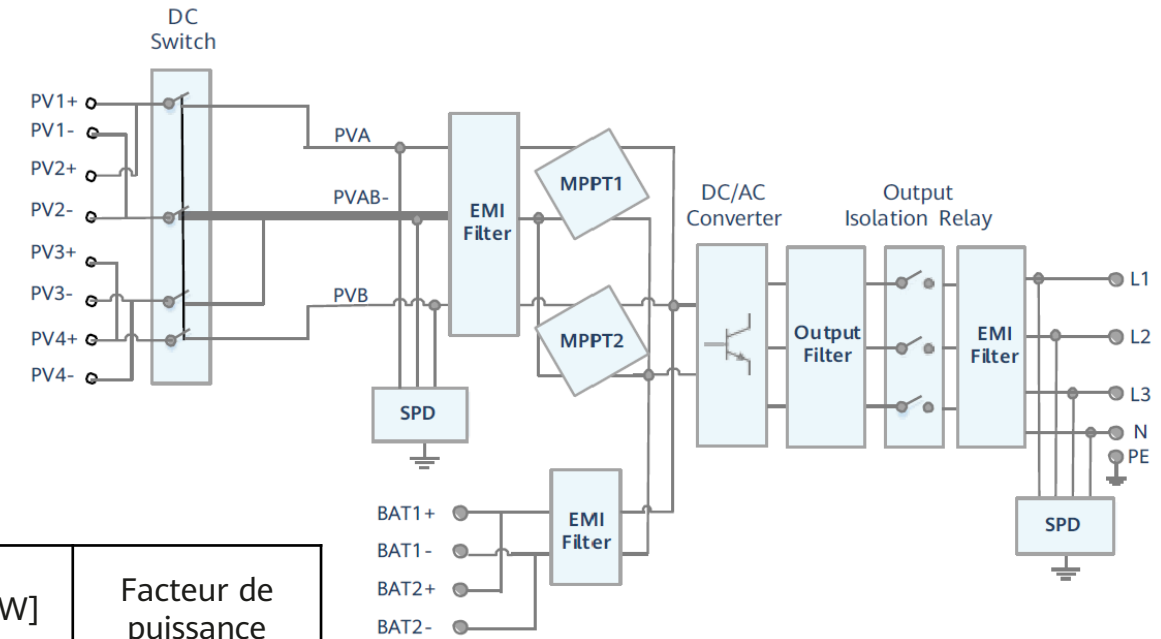 DC
Switch
PV1+
PV1-
PV2+
PV2-
PV3+
PV3-
PV4+
PV4-
PVA
PVAB-
PVB
EMI
Filter
SPD
MPPT1
MPPT2
DC/AC
Converter
Output
Filter
Output
Isolation Relay
EMI
Filter
L1
L2
L3
N
PE
SPD
BAT1+
BAT1-
BAT2+
BAT2-
EMI
Filter
W]
Facteur de
puissance